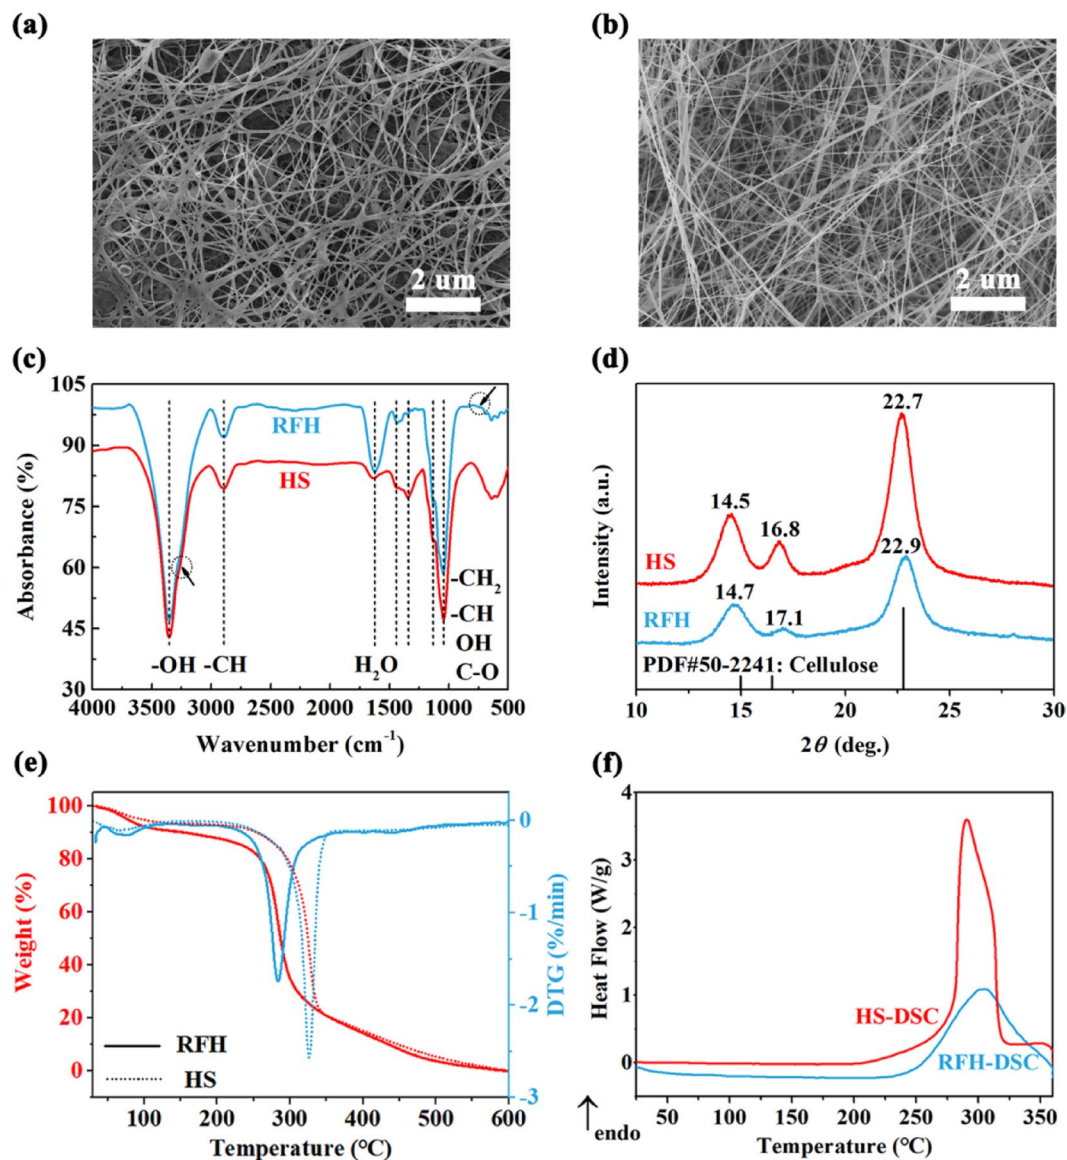 (a)
(b)
2 um
2 um
(c)
105
90
75
60
45
30
Absorbance (%)
RFH
HS
-OH
-CH
H₂O
-CH₂
-CH
OH
C-O
4000 3500 3000 2500 2000 1500 1000 500
Wavenumber (cm⁻¹)
(d)
Intensity (a.u.)
22.7
14.5
16.8
HS
22.9
14.7
17.1
RFH
PDF#50-2241: Cellulose
10 15 20 25 30
2θ (deg.)
(e)
100
80
60
40
20
0
Weight (%)
0
-1
-2
-3
DTG (%/min)
RFH
HS
100 200 300 400 500 600
Temperature (°C)
(f)
4
3
2
1
0
Heat Flow (W/g)
HS-DSC
RFH-DSC
endo
50 100 150 200 250 300 350
Temperature (°C)